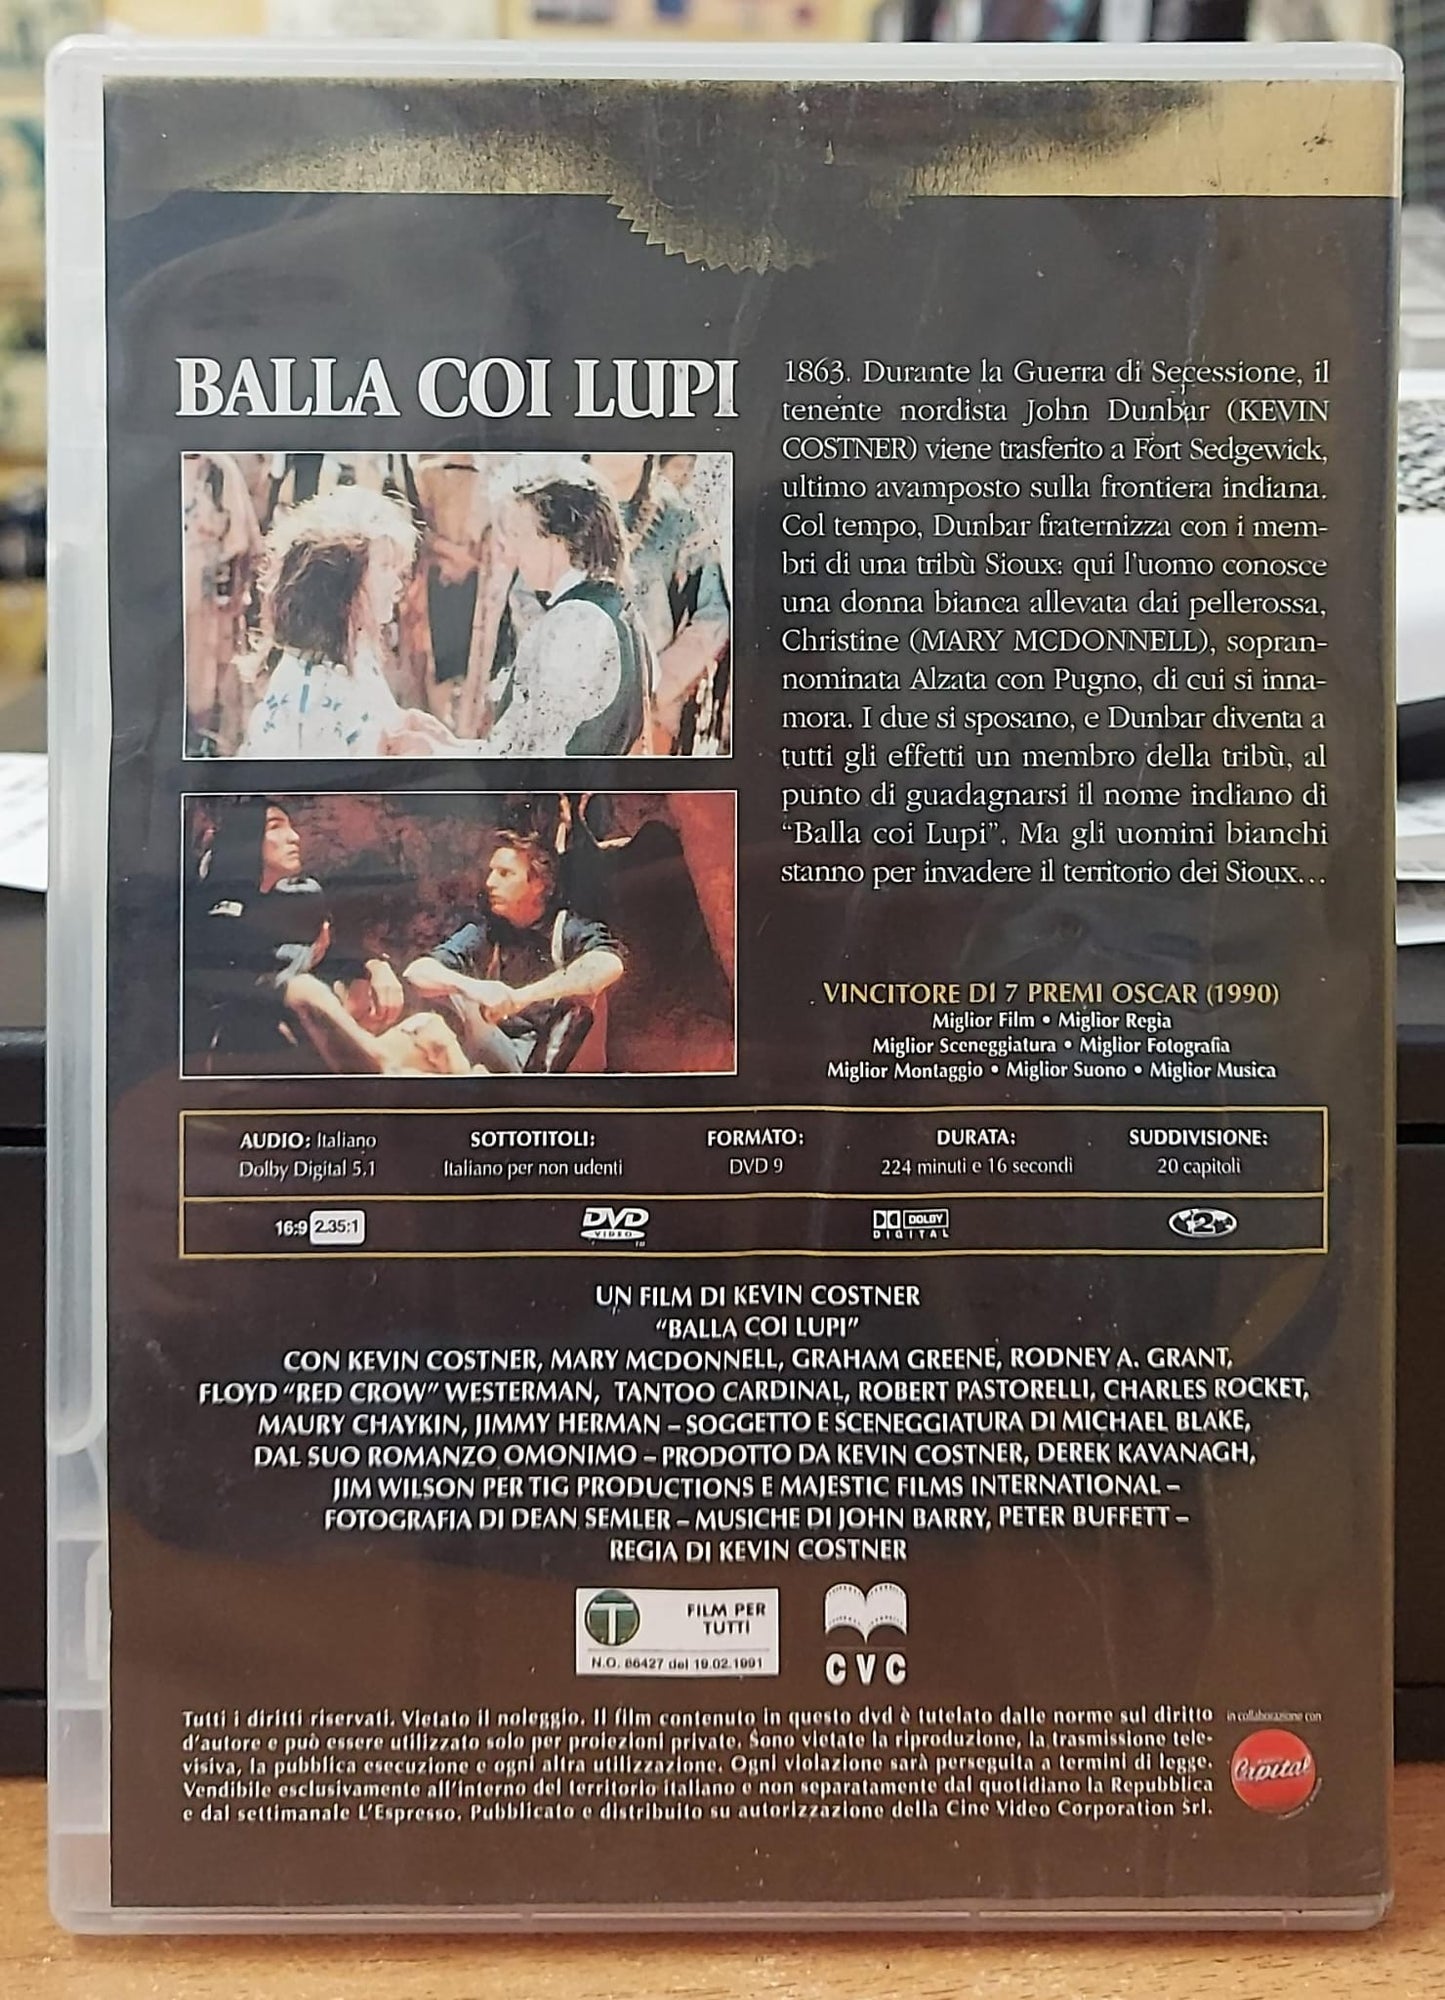 BALLA COI LUPI
1863. Durante la Guerra di Secessione, il
tenente nordista John Dunbar (KEVIN
COSTNER) viene trasferito a Fort Sedgewick,
ultimo avamposto sulla frontiera indiana.
Col tempo, Dunbar fraternizza con i mem-
bri di una tribù Sioux: qui l'uomo conosce
una donna bianca allevata dai pellerossa,
Christine (MARY MCDONNELL), sopran-
nominata Alzata con Pugno, di cui si inna-
mora. I due si sposano, e Dunbar diventa a
tutti gli effetti un membro della tribù, al
punto di guadagnarsi il nome indiano di
“Balla coi Lupi”. Ma gli uomini bianchi
stanno per invadere il territorio dei Sioux...
VINCITORE DI 7 PREMI OSCAR (1990)
Miglior Film • Miglior Regia
Miglior Sceneggiatura • Miglior Fotografia
Miglior Montaggio • Miglior Suono • Miglior Musica
AUDIO: Italiano
Dolby Digital 5.1
SOTTOTITOLI:
Italiano per non udenti
FORMATO:
DVD 9
DURATA:
224 minuti e 16 secondi
SUDDIVISIONE:
20 capitoli
16:9 2.35:1
DVD
VIDEO
TM
DOLBY
DIGITAL
2
UN FILM DI KEVIN COSTNER
“BALLA COI LUPI”
CON KEVIN COSTNER, MARY MCDONNELL, GRAHAM GREENE, RODNEY A. GRANT,
FLOYD “RED CROW” WESTERMAN, TANTOO CARDINAL, ROBERT PASTORELLI, CHARLES ROCKET,
MAURY CHAYKIN, JIMMY HERMAN – SOGGETTO E SCENEGGIATURA DI MICHAEL BLAKE,
DAL SUO ROMANZO OMONIMO – PRODOTTO DA KEVIN COSTNER, DEREK KAVANAGH,
JIM WILSON PER TIG PRODUCTIONS E MAJESTIC FILMS INTERNATIONAL –
FOTOGRAFIA DI DEAN SEMLER – MUSICHE DI JOHN BARRY, PETER BUFFETT –
REGIA DI KEVIN COSTNER
T
FILM PER
TUTTI
N.O. 86427 del 19.02.1991
CVC
Tutti i diritti riservati. Vietato il noleggio. Il film contenuto in questo dvd è tutelato dalle norme sul diritto
d'autore e può essere utilizzato solo per proiezioni private. Sono vietate la riproduzione, la trasmissione tele-
visiva, la pubblica esecuzione e ogni altra utilizzazione. Ogni violazione sarà perseguita a termini di legge.
Vendibile esclusivamente all'interno del territorio italiano e non separatamente dal quotidiano la Repubblica
e dal settimanale L'Espresso. Pubblicato e distribuito su autorizzazione della Cine Video Corporation Srl.
in collaborazione con
Capital